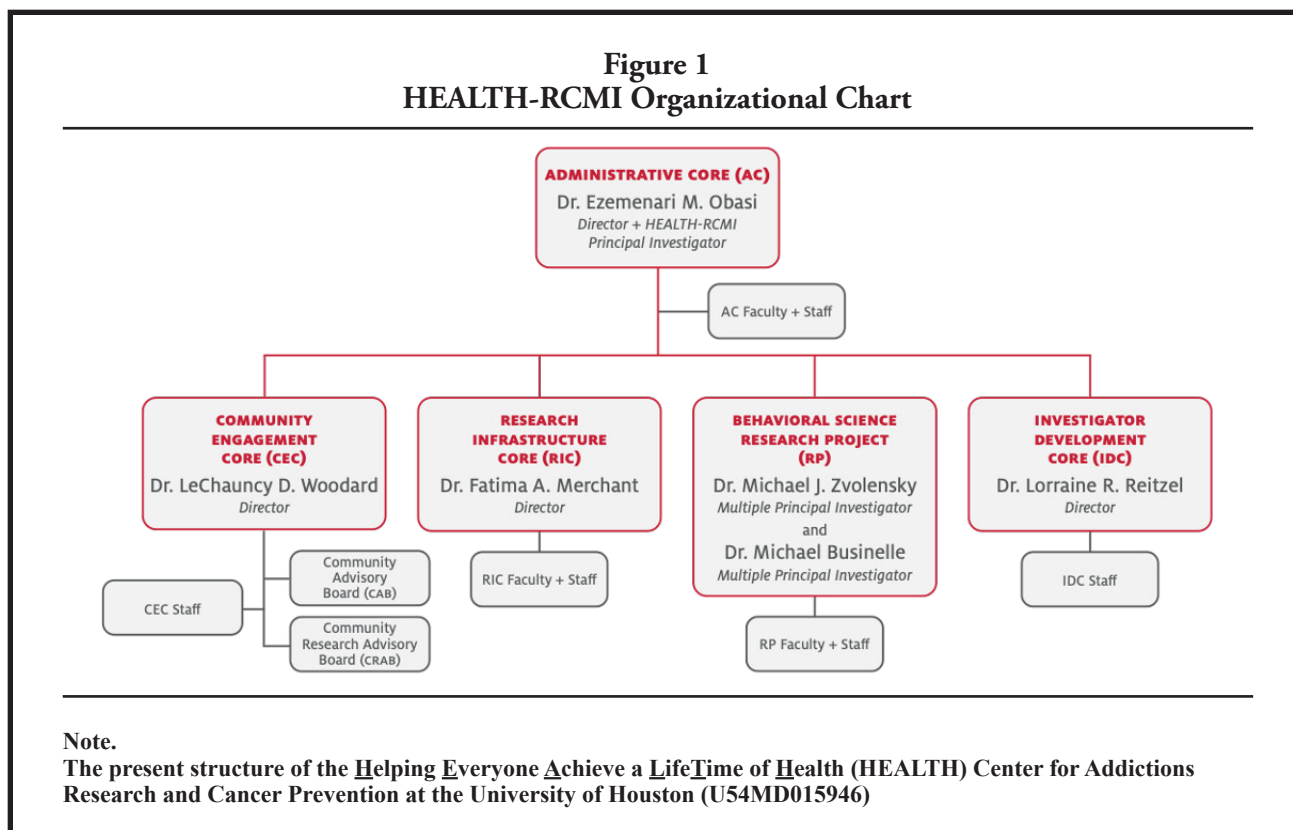 Figure 1
HEALTH-RCMI Organizational Chart
ADMINISTRATIVE CORE (AC)
Dr. Ezemenari M. Obasi
Director + HEALTH-RCMI
Principal Investigator
AC Faculty + Staff
COMMUNITY
ENGAGEMENT
CORE (CEC)
Dr. LeChauncy D. Woodard
Director
RESEARCH
INFRASTRUCTURE
CORE (RIC)
Dr. Fatima A. Merchant
Director
BEHAVIORAL SCIENCE
RESEARCH PROJECT
(RP)
Dr. Michael J. Zvolensky
Multiple Principal Investigator
and
Dr. Michael Businelle
Multiple Principal Investigator
INVESTIGATOR
DEVELOPMENT
CORE (IDC)
Dr. Lorraine R. Reitzel
Director
CEC Staff
Community
Advisory
Board (CAB)
Community
Research Advisory
Board (CRAB)
RIC Faculty + Staff
RP Faculty + Staff
IDC Staff
Note.
The present structure of the Helping Everyone Achieve a LifeTime of Health (HEALTH) Center for Addictions
Research and Cancer Prevention at the University of Houston (U54MD015946)